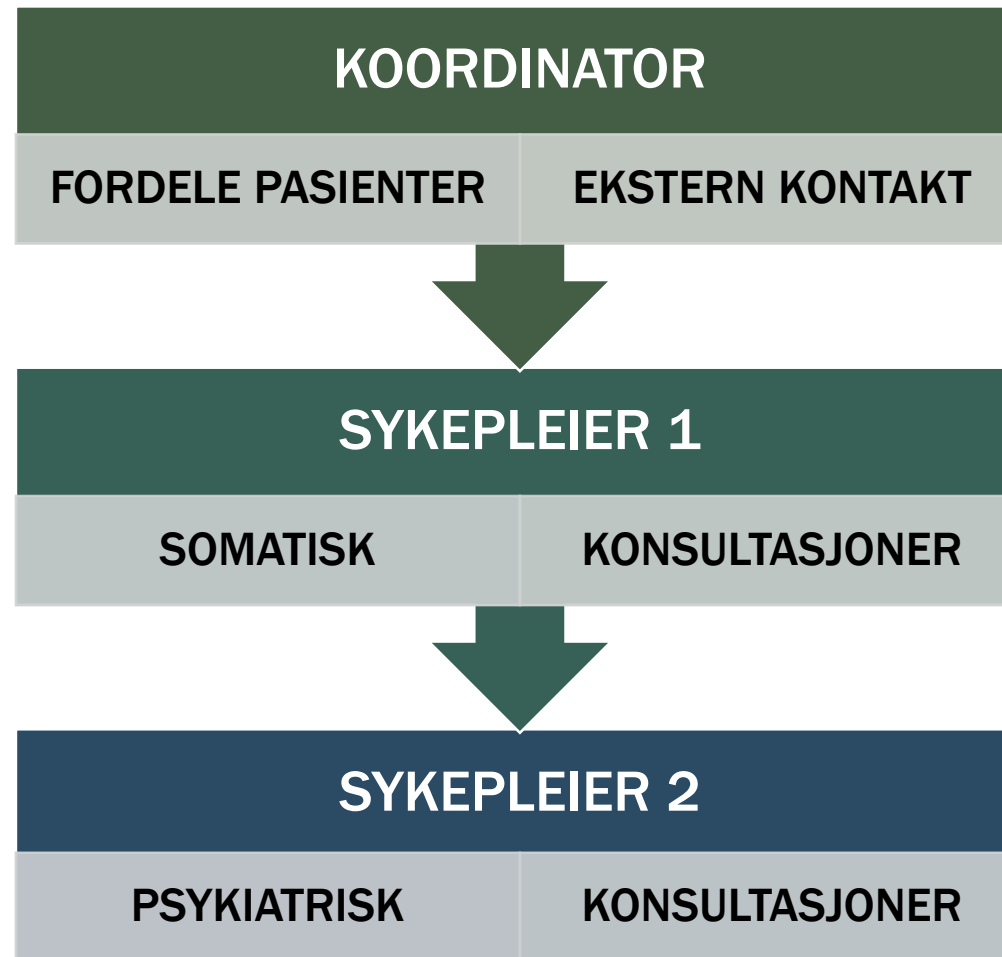 KOORDINATOR
FORDELE PASIENTER EKSTERN KONTAKT
SYKEPLEIER 1
SOMATISK KONSULTASJONER
SYKEPLEIER 2
PSYKIATRISK KONSULTASJONER